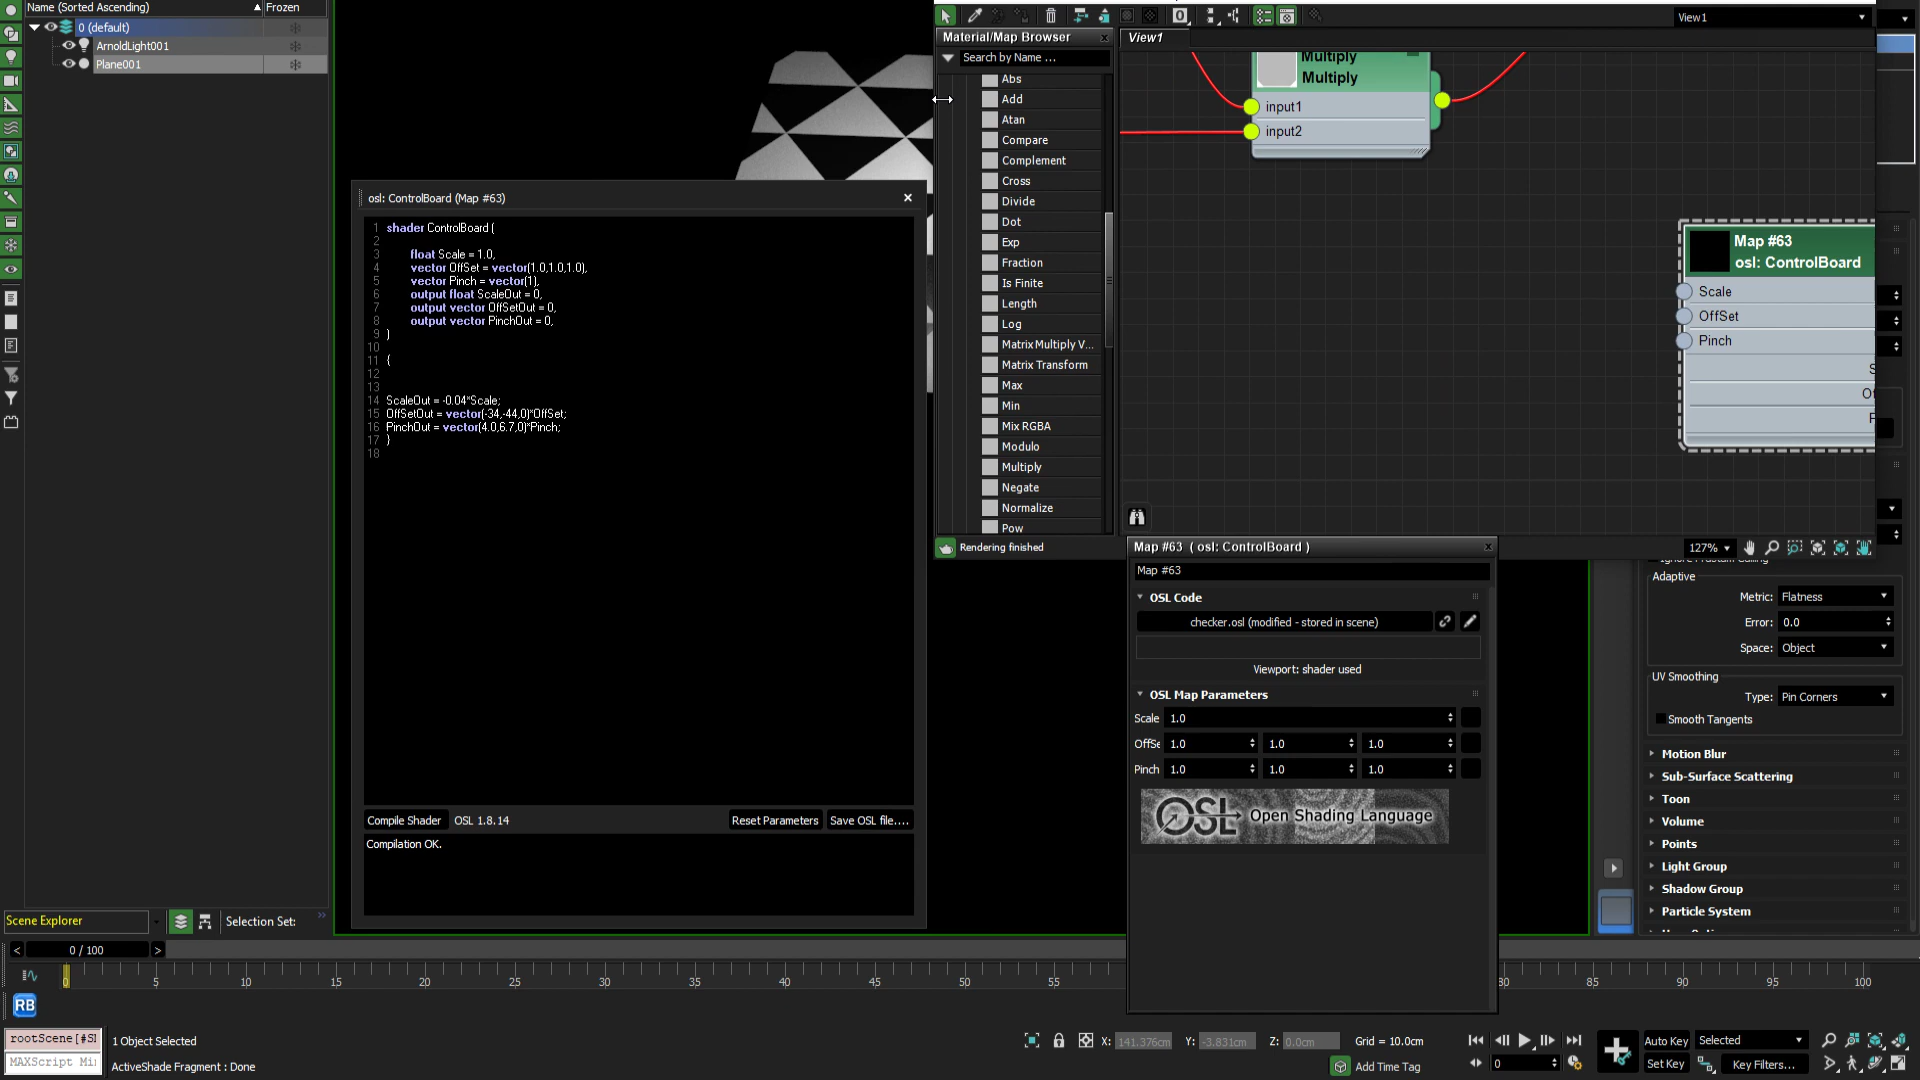 Name (Sorted Ascending)
Frozen
0 (default)
ArnoldLight001
Plane001
View1
Material/Map Browser
View1
Search by Name ...
Abs
Add
Atan
Compare
Complement
Cross
Divide
Dot
Exp
Fraction
Is Finite
Length
Log
Matrix Multiply V...
Matrix Transform
Max
Min
Mix RGBA
Modulo
Multiply
Negate
Normalize
Pow
Rendering finished
Multiply
Multiply
input1
input2
Map #63
osl: ControlBoard
Scale
OffSet
Pinch
127%
osl: ControlBoard (Map #63)
1 shader ControlBoard (
2
3 float Scale = 1.0,
4 vector OffSet = vector(1.0,1.0,1.0),
5 vector Pinch = vector(1),
6 output float ScaleOut = 0,
7 output vector OffSetOut = 0,
8 output vector PinchOut = 0,
9 )
10
11 {
12
13
14 ScaleOut = -0.04*Scale;
15 OffSetOut = vector(-34,-44,0)*OffSet;
16 PinchOut = vector(4.0,6.7,0)*Pinch;
17 }
18
Compile Shader
OSL 1.8.14
Reset Parameters
Save OSL file....
Compilation OK.
Map #63 ( osl: ControlBoard )
Map #63
OSL Code
checker.osl (modified - stored in scene)
Viewport: shader used
OSL Map Parameters
Scale 1.0
OffSe 1.0 1.0 1.0
Pinch 1.0 1.0 1.0
OSL Open Shading Language
Adaptive
Metric: Flatness
Error: 0.0
Space: Object
UV Smoothing
Type: Pin Corners
Smooth Tangents
Motion Blur
Sub-Surface Scattering
Toon
Volume
Points
Light Group
Shadow Group
Particle System
Scene Explorer
Selection Set:
< 0 / 100 >
0 5 10 15 20 25 30 35 40 45 50 55 80 85 90 95 100
RB
rootScene[#S
MAXScript Mi
1 Object Selected
ActiveShade Fragment : Done
X: 141.376cm
Y: -3.831cm
Z: 0.0cm
Grid = 10.0cm
Add Time Tag
0
Auto Key
Selected
Set Key
Key Filters...